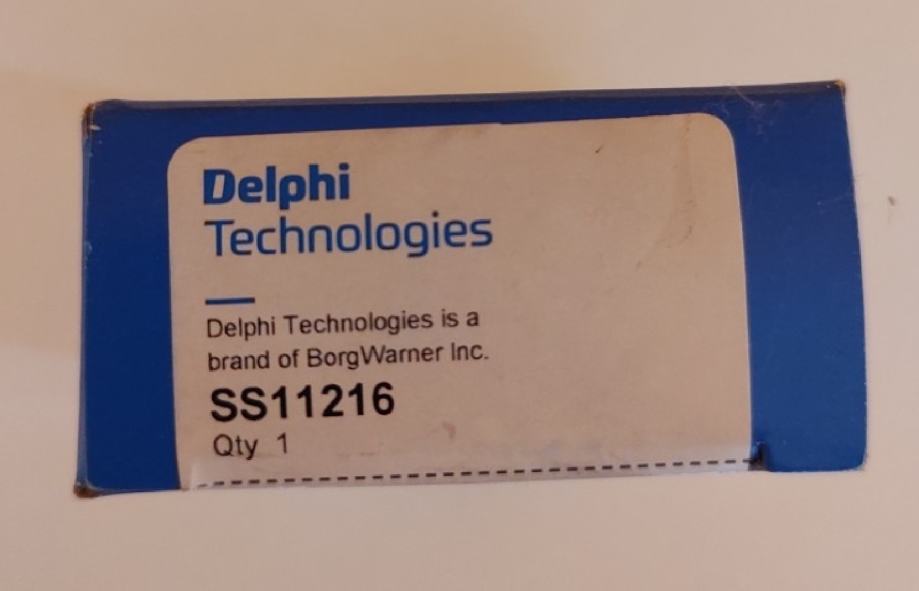 Delphi
Technologies
Delphi Technologies is a
brand of BorgWarner Inc.
SS11216
Qty 1